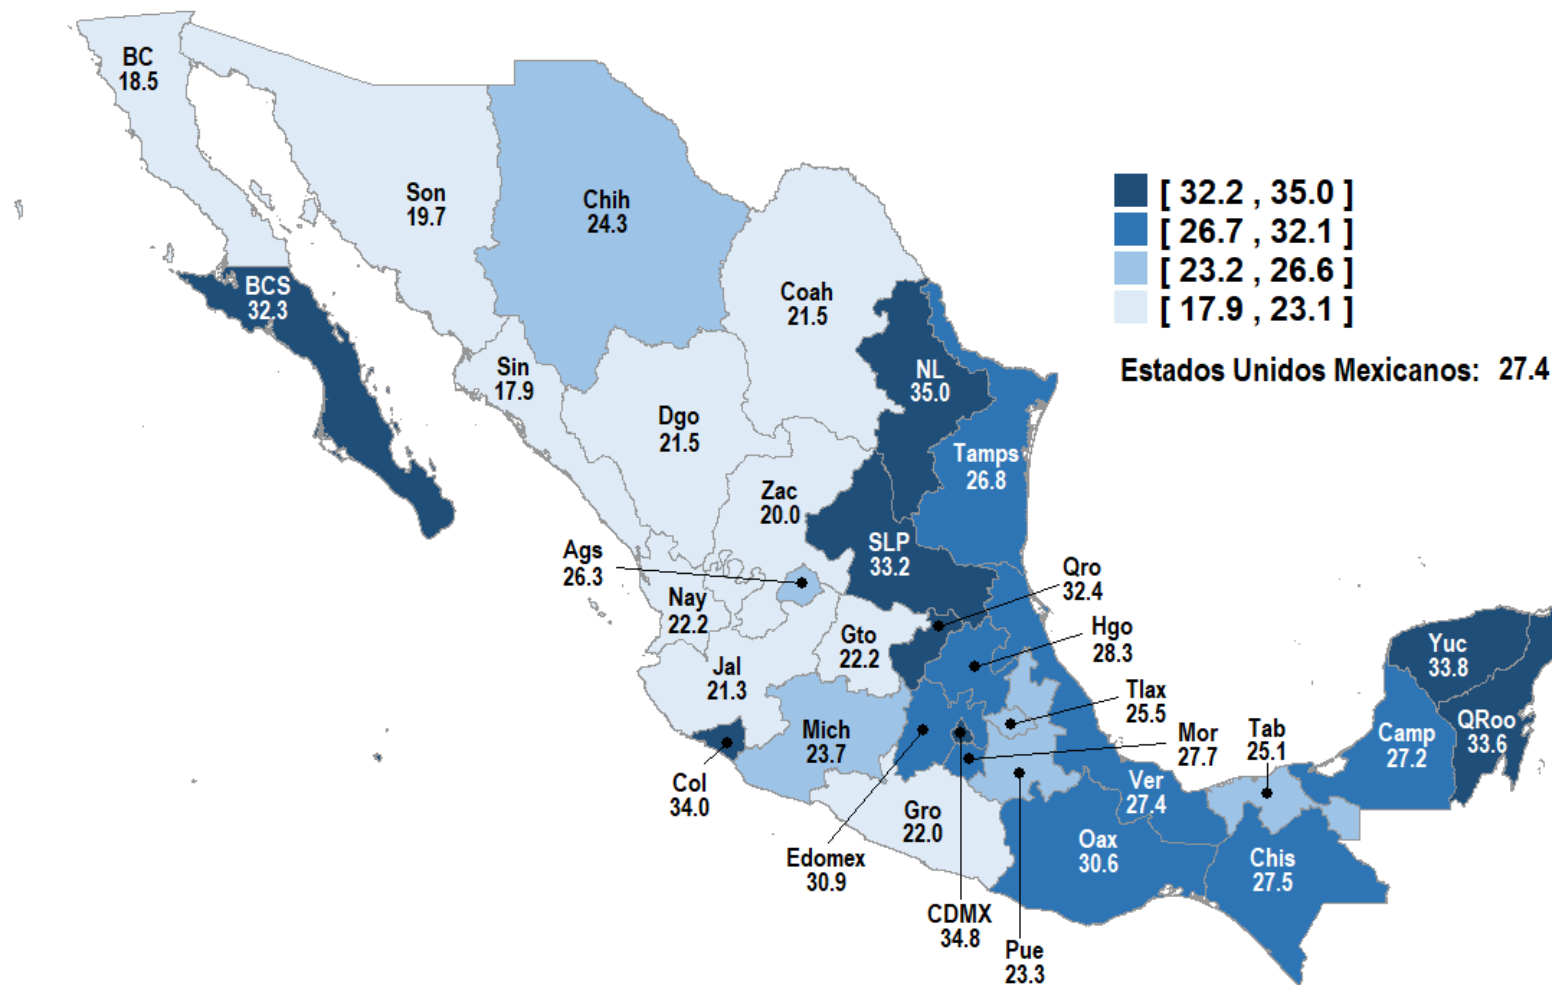 BC
18.5
Son
19.7
Chih
24.3
BCS
32.3
Coah
21.5
Sin
17.9
NL
35.0
Dgo
21.5
Tamps
26.8
Zac
20.0
SLP
33.2
Ags
26.3
Qro
32.4
Nay
22.2
Gto
22.2
Hgo
28.3
Jal
21.3
Tlax
25.5
Mich
23.7
Mor
27.7
Tab
25.1
Yuc
33.8
QRoo
33.6
Camp
27.2
Col
34.0
Ver
27.4
Gro
22.0
Oax
30.6
Edomex
30.9
Chis
27.5
CDMX
34.8
Pue
23.3
[ 32.2 , 35.0 ]
[ 26.7 , 32.1 ]
[ 23.2 , 26.6 ]
[ 17.9 , 23.1 ]
Estados Unidos Mexicanos: 27.4